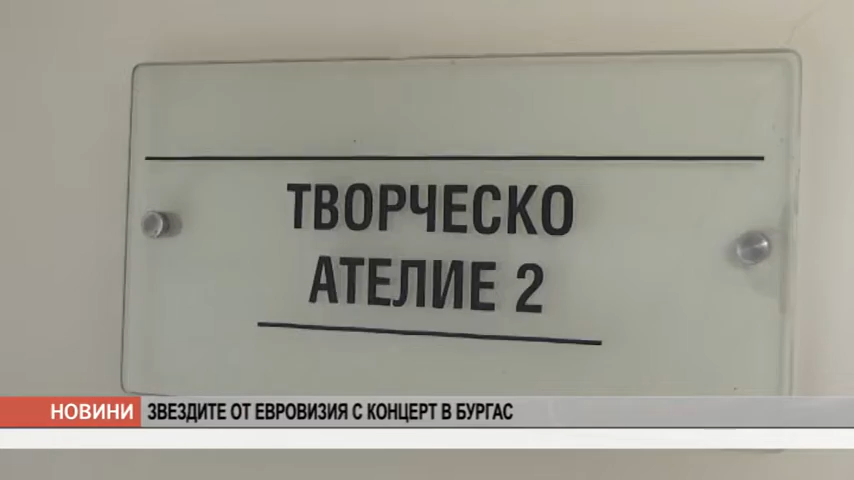 ТВОРЧЕСКО
АТЕЛИЕ 2
НОВИНИ ЗВЕЗДИТЕ ОТ ЕВРОВИЗИЯ С КОНЦЕРТ В БУРГАС